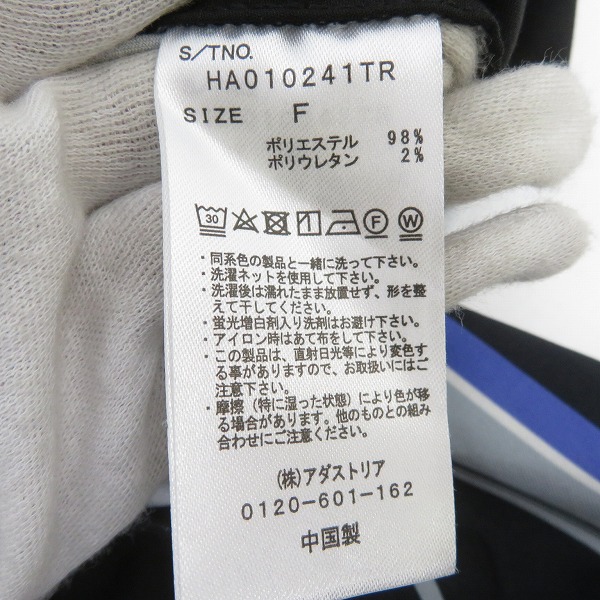 S/TNO.
HA010241TR
SIZE F
ポリエステル 98%
ポリウレタン 2%
30 F W
・同系色の製品と一緒に洗って下さい。
・洗濯ネットを使用して下さい。
・洗濯後は濡れたまま放置せず、形を整
えて干してください。
・蛍光増白剤入り洗剤はお避け下さい。
・アイロン時はあて布をして下さい。
・この製品は、直射日光等により変色す
る事がありますので、お取扱いにはご
注意下さい。
・摩擦（特に湿った状態）により色が移
る場合があります。他のものとの組み
合わせにご注意ください。
(株)アダストリア
0120-601-162
中国製